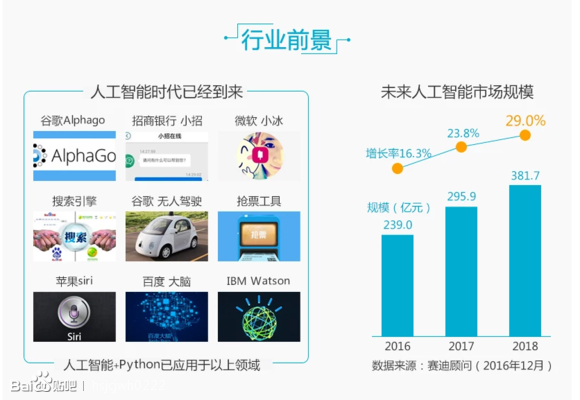 行业前景
人工智能时代已经到来
谷歌Alphago
招商银行 小招
微软 小冰
AlphaGo
小招在线
搜索引擎
谷歌 无人驾驶
抢票工具
搜索
抢票
苹果siri
百度 大脑
IBM Watson
Siri
百度大脑
人工智能+Python已应用于以上领域
未来人工智能市场规模
29.0%
23.8%
增长率16.3%
381.7
295.9
规模（亿元）
239.0
2016
2017
2018
数据来源：赛迪顾问（2016年12月）
Bai 贴吧